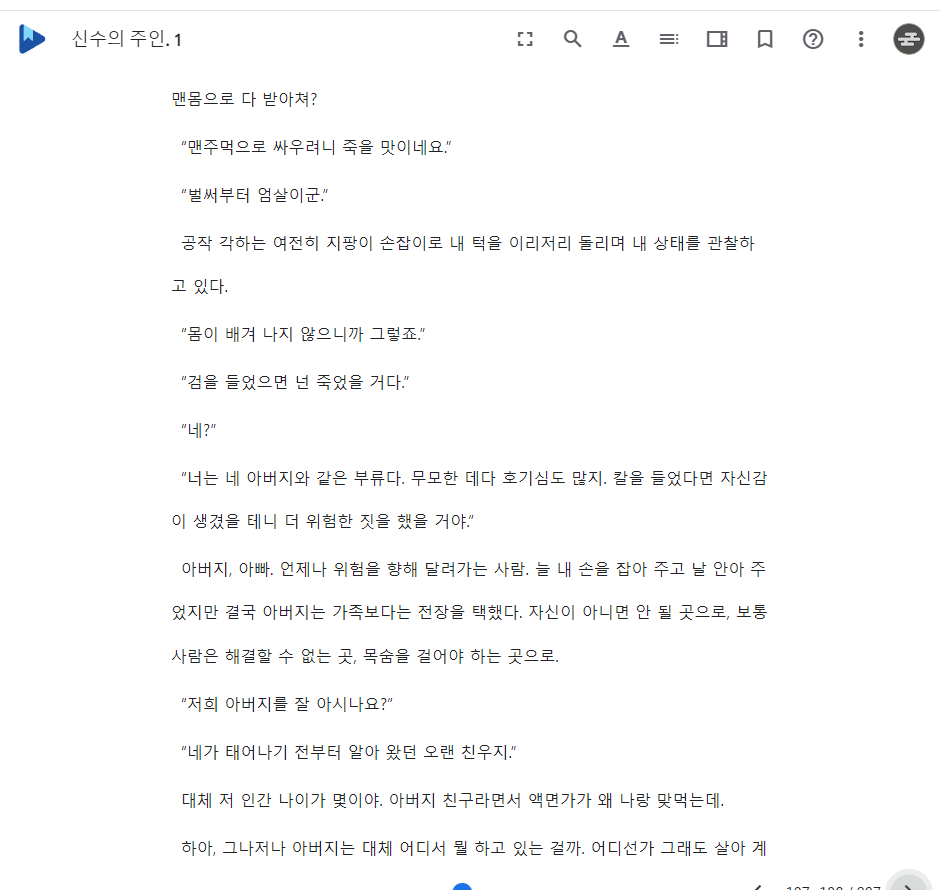 신수의 주인. 1
맨몸으로 다 받아쳐?
“맨주먹으로 싸우려니 죽을 맛이네요.”
“벌써부터 엄살이군.”
공작 각하는 여전히 지팡이 손잡이로 내 턱을 이리저리 돌리며 내 상태를 관찰하
고 있다.
“몸이 배겨 나지 않으니까 그렇죠.”
“검을 들었으면 넌 죽었을 거다.”
“네?”
“너는 네 아버지와 같은 부류다. 무모한 데다 호기심도 많지. 칼을 들었다면 자신감
이 생겼을 테니 더 위험한 짓을 했을 거야.”
아버지, 아빠. 언제나 위험을 향해 달려가는 사람. 늘 내 손을 잡아 주고 날 안아 주
었지만 결국 아버지는 가족보다는 전장을 택했다. 자신이 아니면 안 될 곳으로, 보통
사람은 해결할 수 없는 곳, 목숨을 걸어야 하는 곳으로.
“저희 아버지를 잘 아시나요?”
“네가 태어나기 전부터 알아 왔던 오랜 친우지.”
대체 저 인간 나이가 몇이야. 아버지 친구라면서 액면가가 왜 나랑 맞먹는데.
하아, 그나저나 아버지는 대체 어디서 뭘 하고 있는 걸까. 어디선가 그래도 살아 계